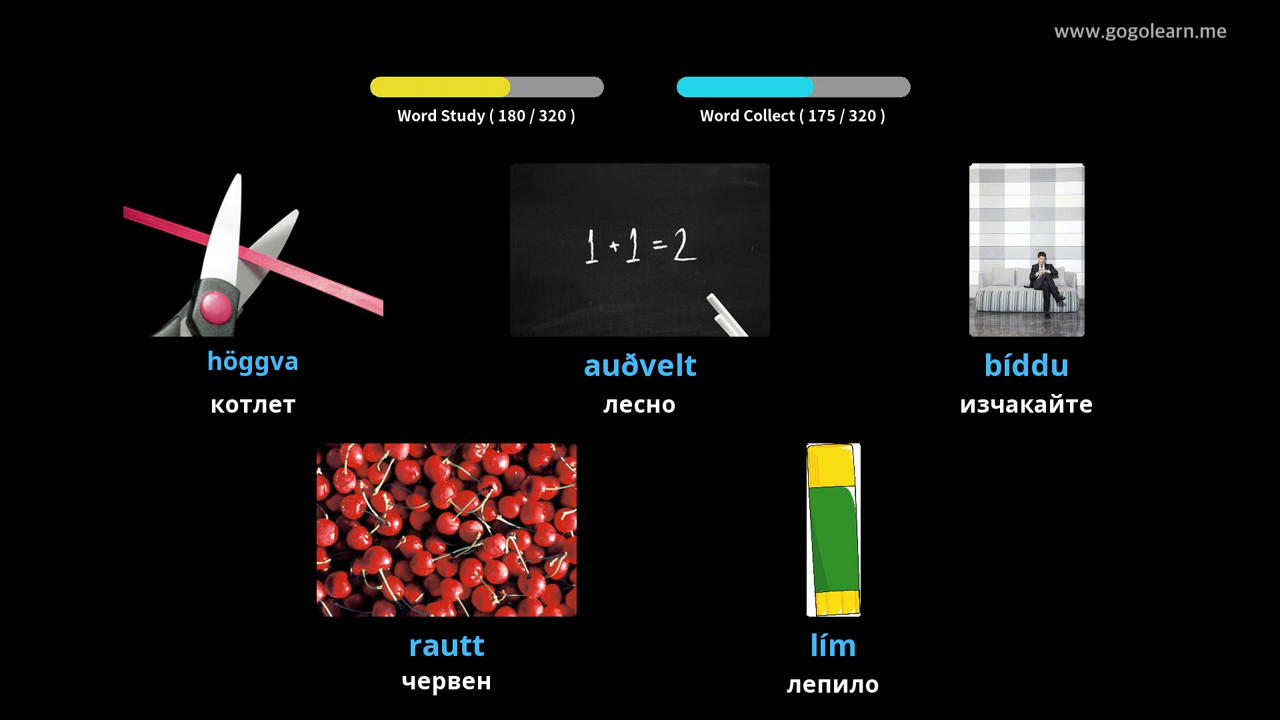 www.gogolearn.me
Word Study ( 180 / 320 )
Word Collect ( 175 / 320 )
1 + 1 = 2
höggva
котлет
auðvelt
лесно
bíddu
изчакайте
rautt
червен
lím
лепило